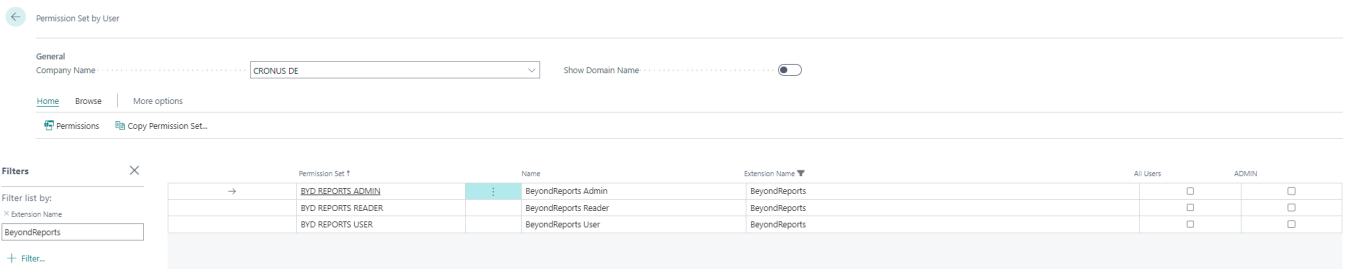 Permission Set by User
General
Company Name CRONUS DE Show Domain Name
Home Browse More options
Permissions Copy Permission Set...
Filters
Filter list by:
× Extension Name
BeyondReports
+ Filter...
Permission Set ↑ Name Extension Name All Users ADMIN
→ BYD REPORTS ADMIN BeyondReports Admin BeyondReports
BYD REPORTS READER BeyondReports Reader BeyondReports
BYD REPORTS USER BeyondReports User BeyondReports